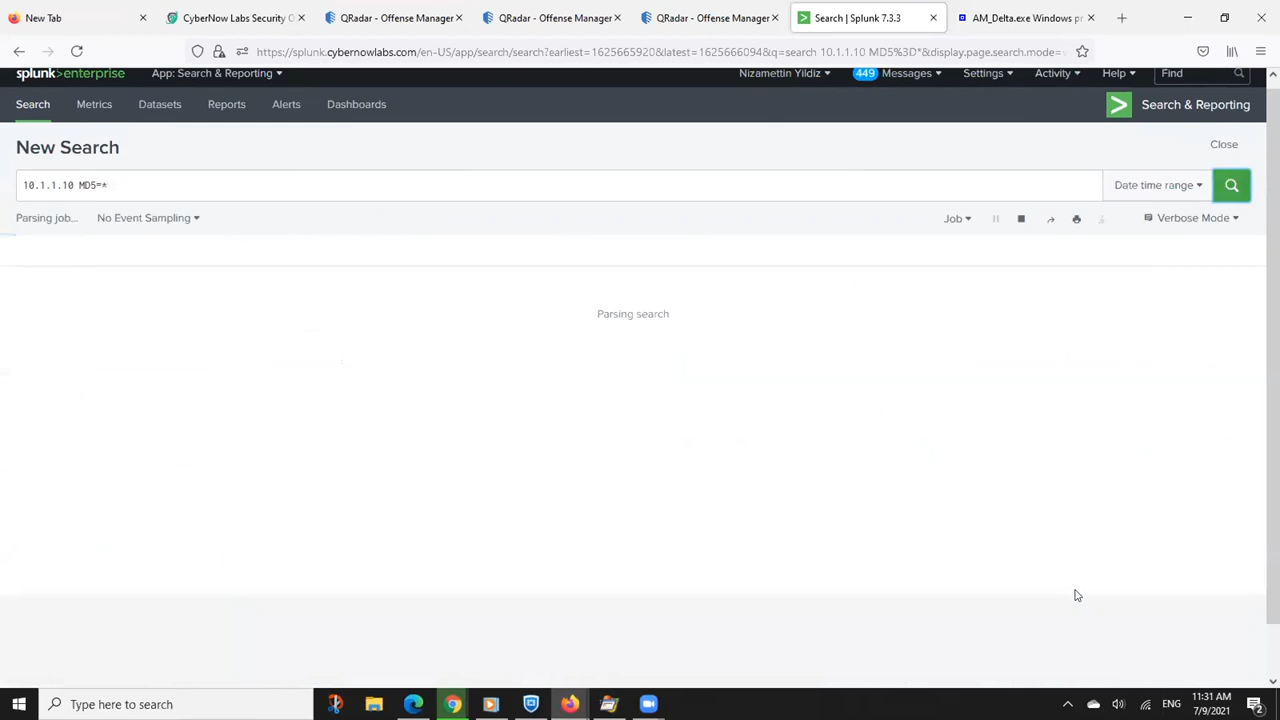 New Tab
CyberNow Labs Security O
QRadar - Offense Manager
QRadar - Offense Manager
QRadar - Offense Manager
Search | Splunk 7.3.3
AM_Delta.exe Windows pr
https://splunk.cybernowlabs.com/en-US/app/search/search?earliest=1625665920&latest=1625666094&q=search 10.1.1.10 MD5%3D*&display.page.search.mode=s
splunk>enterprise
App: Search & Reporting
Nizamettin Yildiz
449 Messages
Settings
Activity
Help
Find
Search
Metrics
Datasets
Reports
Alerts
Dashboards
Search & Reporting
New Search
Close
10.1.1.10 MD5=*
Date time range
Parsing job...
No Event Sampling
Job
Verbose Mode
Parsing search
Type here to search
ENG
11:31 AM
7/9/2021
2